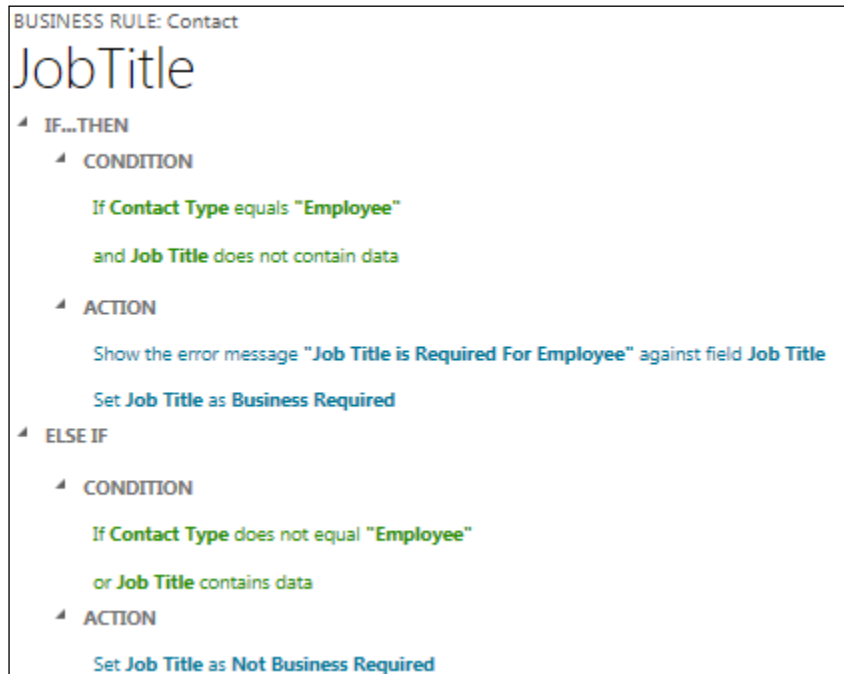 BUSINESS RULE: Contact
JobTitle
IF...THEN
CONDITION
If Contact Type equals "Employee"
and Job Title does not contain data
ACTION
Show the error message "Job Title is Required For Employee" against field Job Title
Set Job Title as Business Required
ELSE IF
CONDITION
If Contact Type does not equal "Employee"
or Job Title contains data
ACTION
Set Job Title as Not Business Required